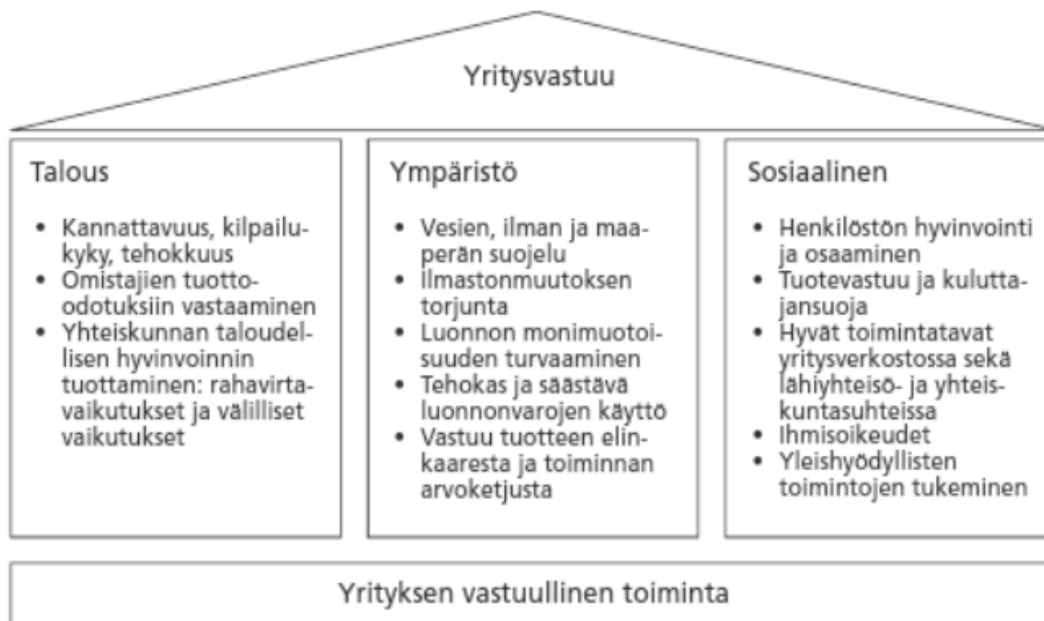 Yritysvastuu
Talous
• Kannattavuus, kilpailu-
kyky, tehokkuus
• Omistajien tuotto-
odotuksiin vastaaminen
• Yhteiskunnan taloudel-
lisen hyvinvoinnin
tuottaminen: rahavirta-
vaikutukset ja välilliset
vaikutukset
Ympäristö
• Vesien, ilman ja maa-
perän suojelu
• Ilmastonmuutoksen
torjunta
• Luonnon monimuotoi-
suuden turvaaminen
• Tehokas ja säästävä
luonnonvarojen käyttö
• Vastuu tuotteen elin-
kaaresta ja toiminnan
arvoketjusta
Sosiaalinen
• Henkilöstön hyvinvointi
ja osaaminen
• Tuotevastuu ja kulutta-
jansuoja
• Hyvät toimintatavat
yritysverkostossa sekä
lähiyhteisö- ja yhteis-
kuntasuhteissa
• Ihmisoikeudet
• Yleishyödyllisten
toimintojen tukeminen
Yrityksen vastuullinen toiminta